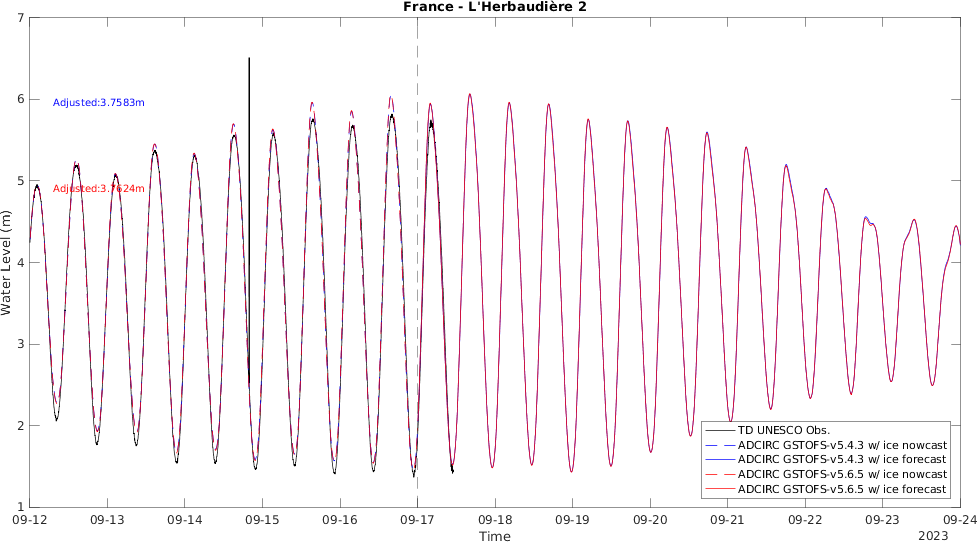 France - L'Herbaudière 2
7
6
5
4
3
2
1
Water Level (m)
Adjusted:3.7583m
Adjusted:3.7624m
TD UNESCO Obs.
ADCIRC GSTOFS-v5.4.3 w/ ice nowcast
ADCIRC GSTOFS-v5.4.3 w/ ice forecast
ADCIRC GSTOFS-v5.6.5 w/ ice nowcast
ADCIRC GSTOFS-v5.6.5 w/ ice forecast
09-12 09-13 09-14 09-15 09-16 09-17 09-18 09-19 09-20 09-21 09-22 09-23 09-24
Time
2023